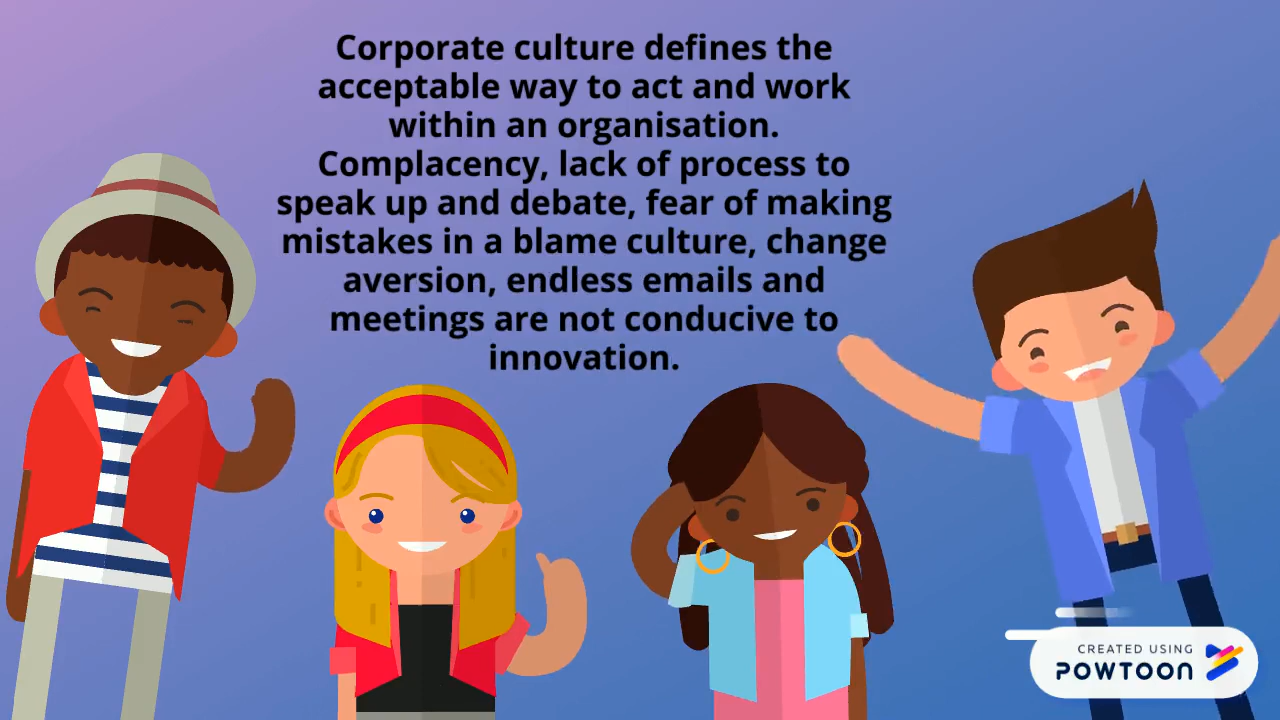 Corporate culture defines the
acceptable way to act and work
within an organisation.
Complacency, lack of process to
speak up and debate, fear of making
mistakes in a blame culture, change
aversion, endless emails and
meetings are not conducive to
innovation.
CREATED USING
POWTOON